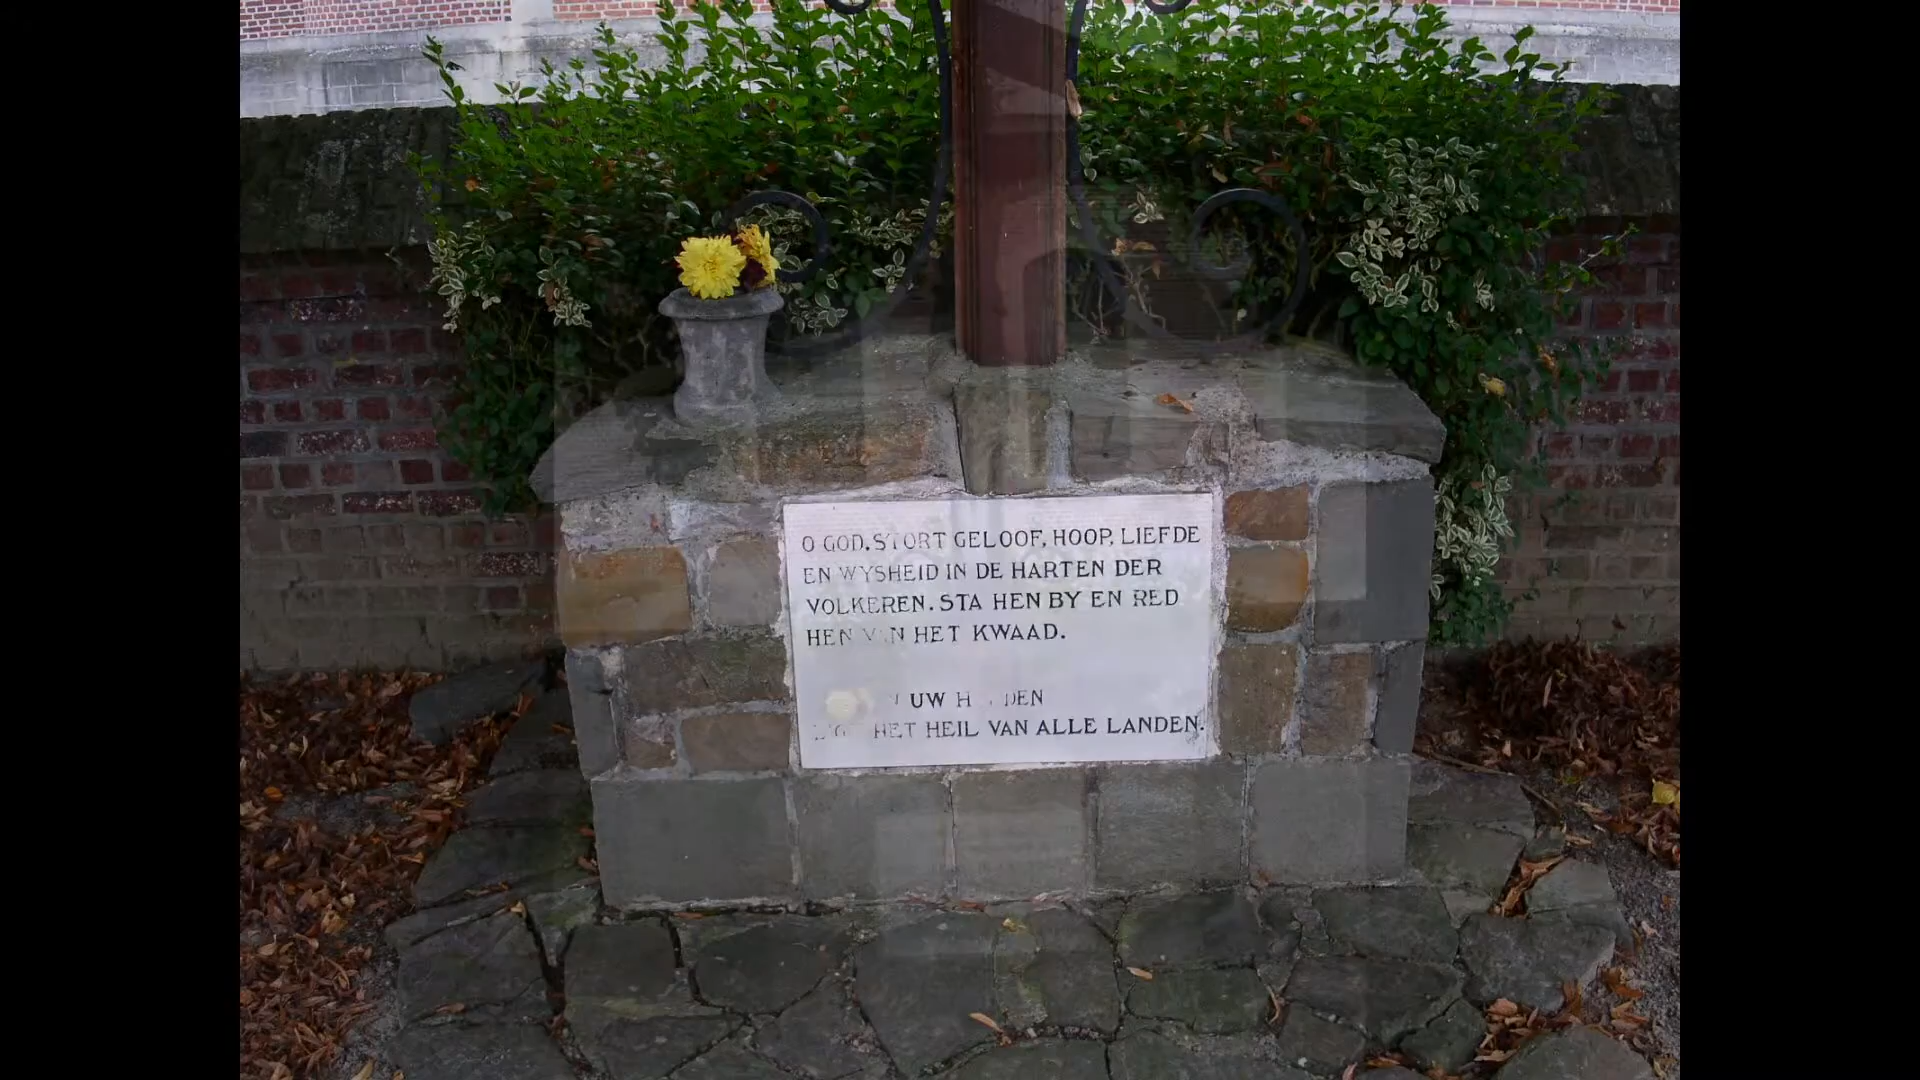 O GOD, STORT GELOOF, HOOP, LIEFDE
EN WYSHEID IN DE HARTEN DER
VOLKEREN. STA HEN BY EN RED
HEN VAN HET KWAAD.
UW
HET HEIL VAN ALLE LANDEN.